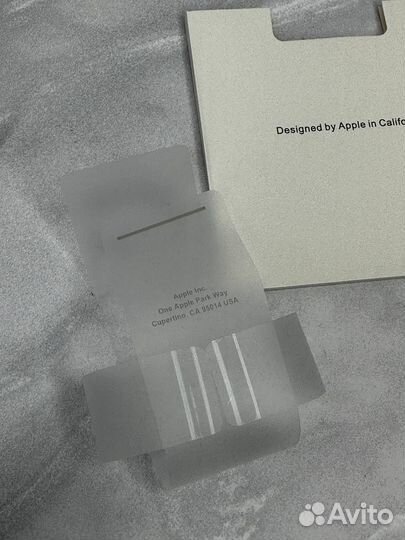 Designed by Apple in Califo
Apple Inc.
One Apple Park Way
Cupertino, CA 95014 USA
Avito